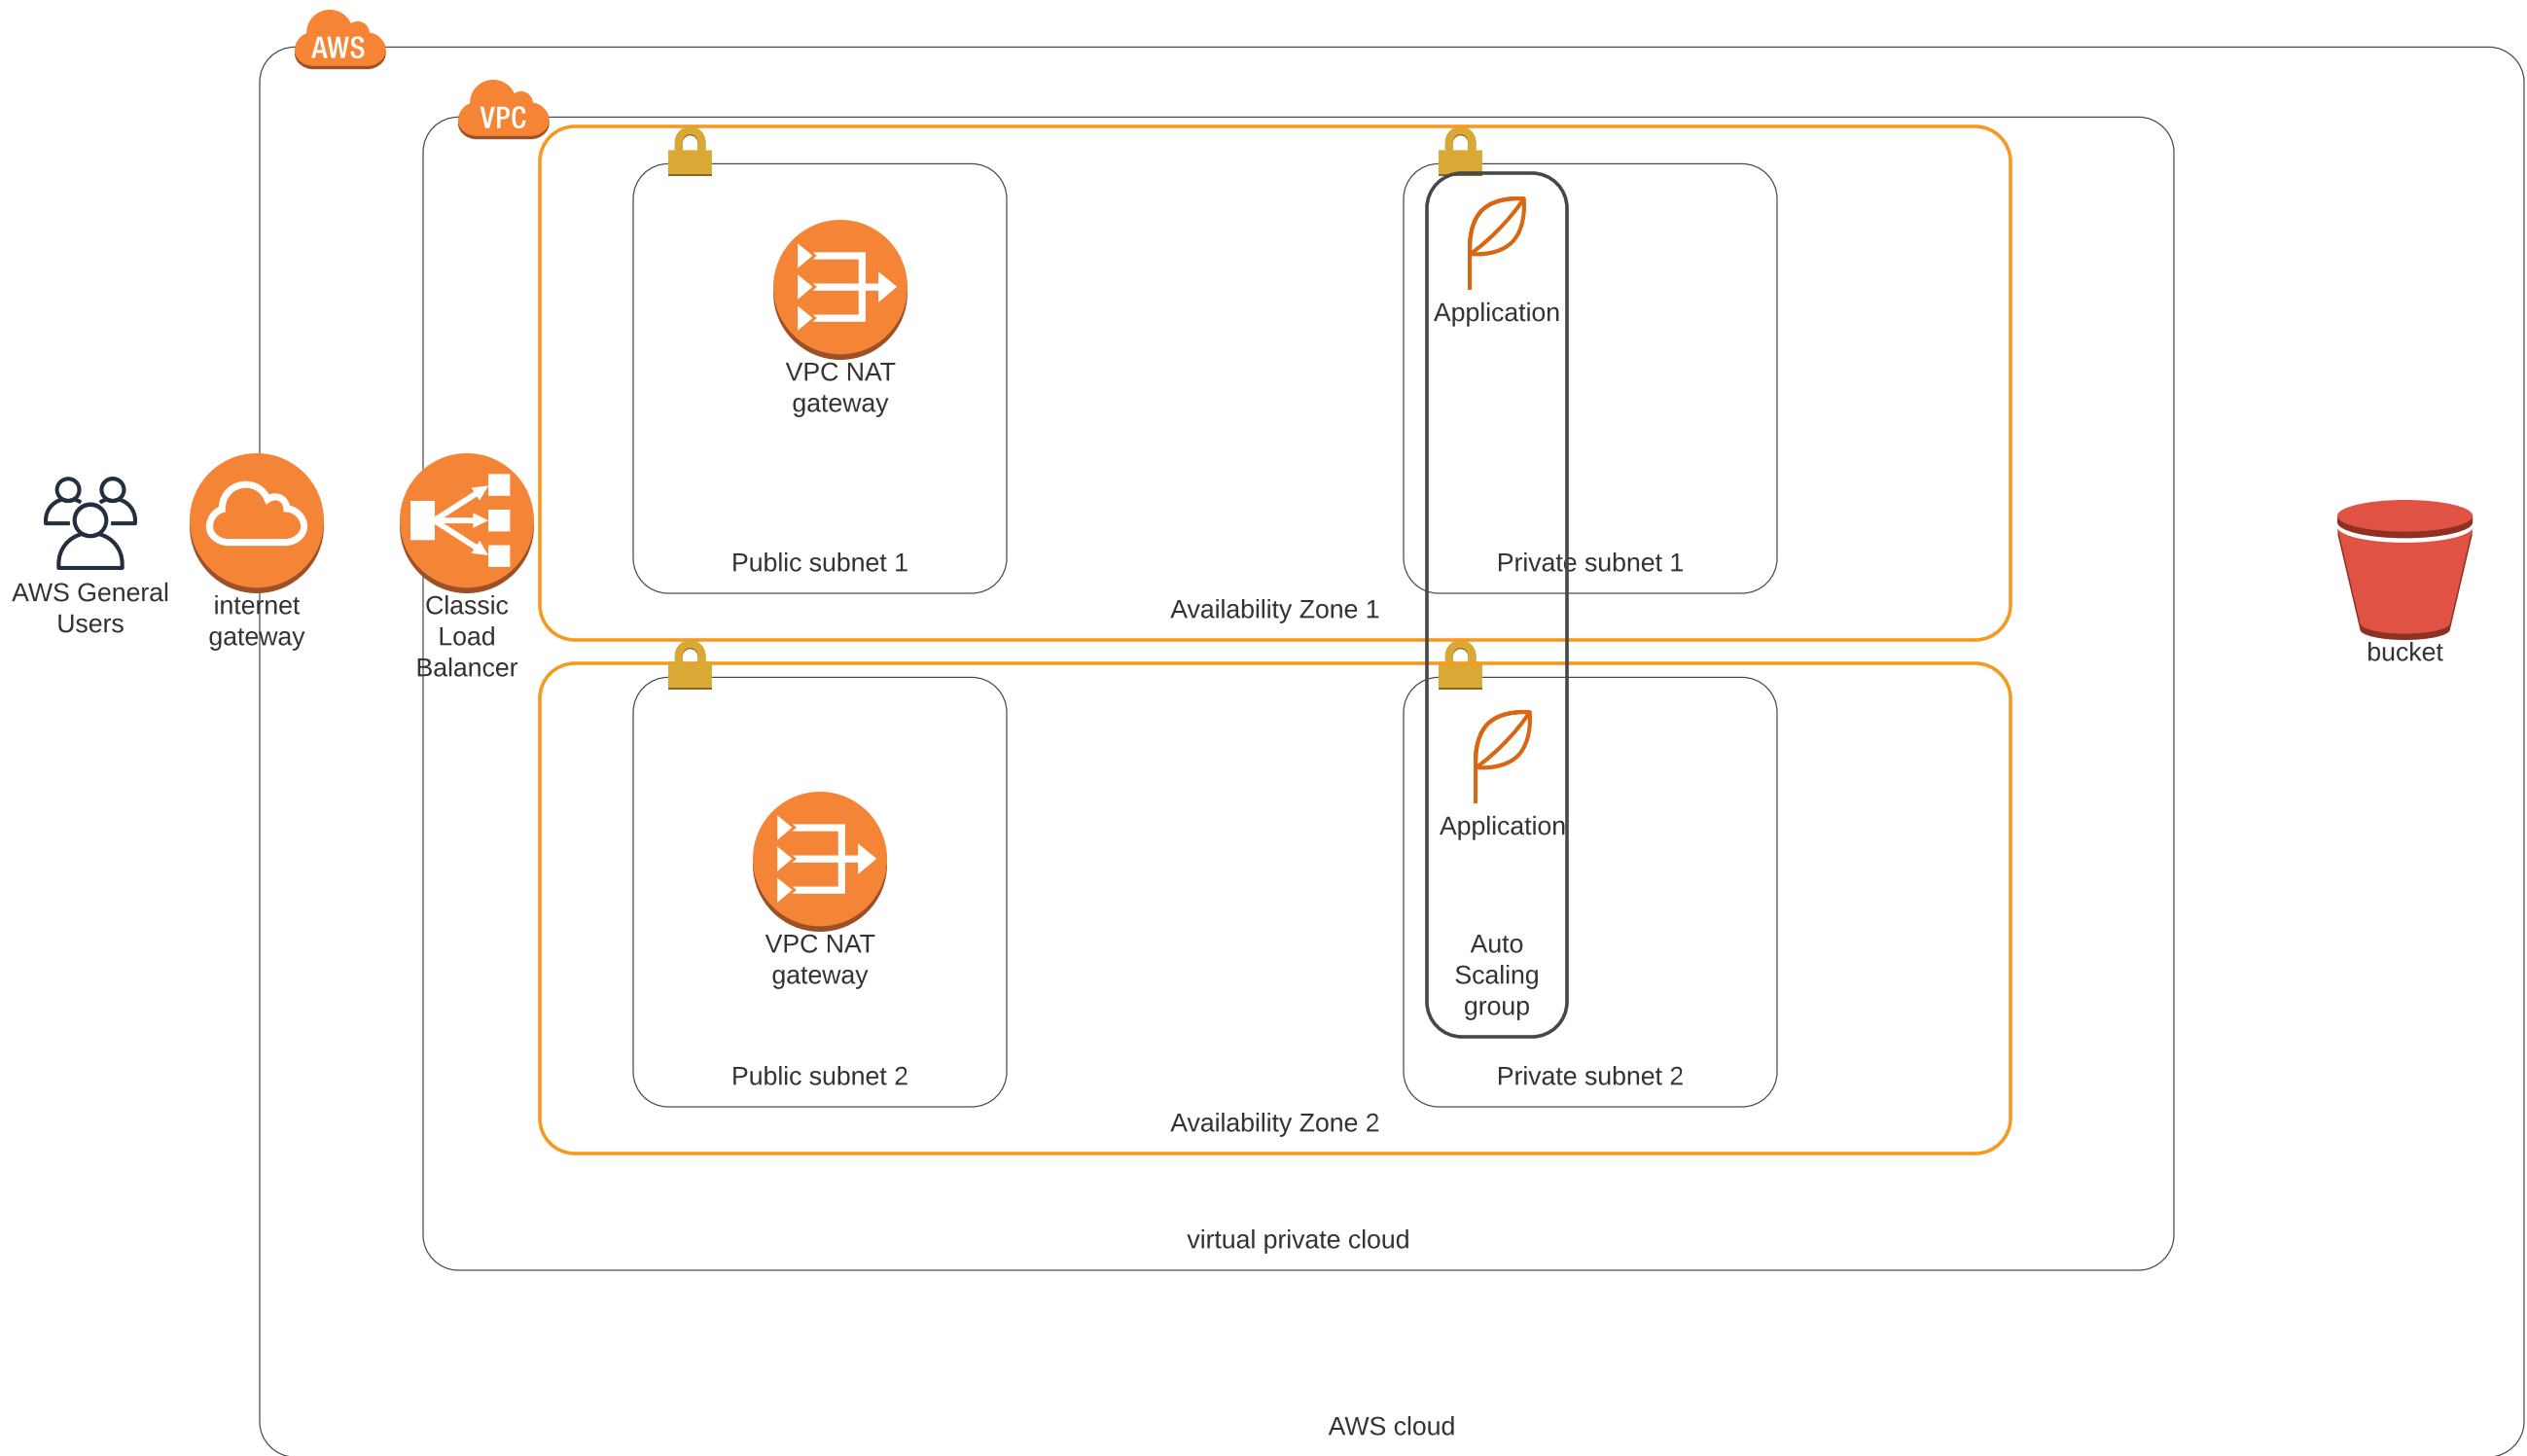 AWS
VPC
VPC NAT
gateway
Application
Public subnet 1
Private subnet 1
Availability Zone 1
AWS General
Users
internet
gateway
Classic
Load
Balancer
bucket
Application
VPC NAT
gateway
Auto
Scaling
group
Public subnet 2
Private subnet 2
Availability Zone 2
virtual private cloud
AWS cloud